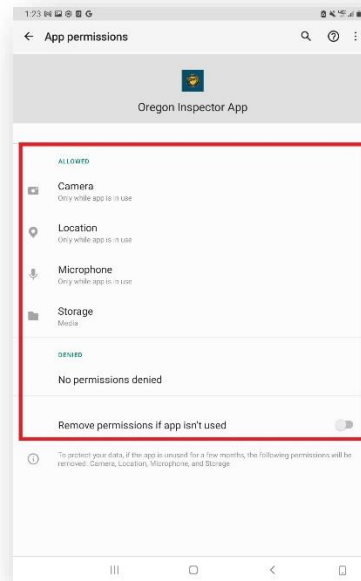 1:23
App permissions
Oregon Inspector App
ALLOWED
Camera
Only while app is in use
Location
Only while app is in use
Microphone
Only while app is in use
Storage
Media
DENIED
No permissions denied
Remove permissions if app isn't used
To protect your data, if the app is unused for a few months, the following permissions will be
removed: Camera, Location, Microphone, and Storage